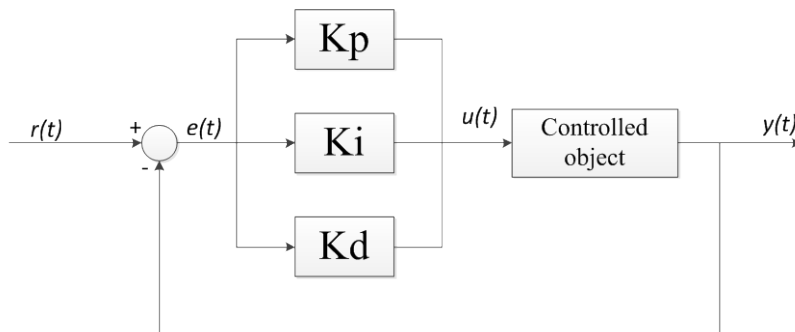 Kp
r(t)
+
-
e(t)
Ki
u(t)
Controlled
object
y(t)
Kd